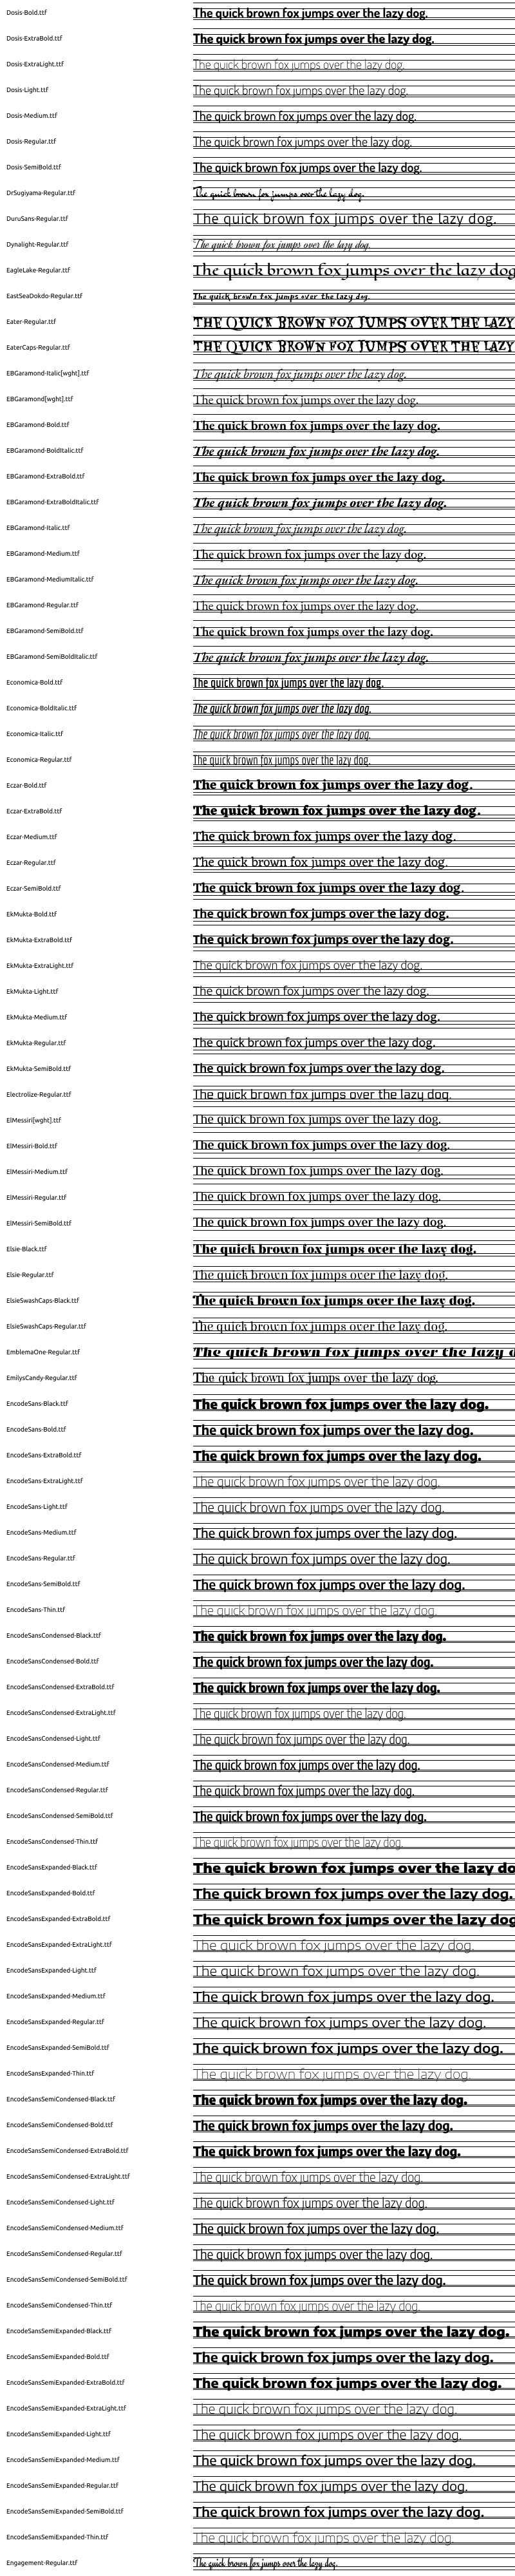 Dosis-Bold.ttf The quick brown fox jumps over the lazy dog.
Dosis-ExtraBold.ttf The quick brown fox jumps over the lazy dog.
Dosis-ExtraLight.ttf The quick brown fox jumps over the lazy dog.
Dosis-Light.ttf The quick brown fox jumps over the lazy dog.
Dosis-Medium.ttf The quick brown fox jumps over the lazy dog.
Dosis-Regular.ttf The quick brown fox jumps over the lazy dog.
Dosis-SemiBold.ttf The quick brown fox jumps over the lazy dog.
DrSugiyama-Regular.ttf The quick brown fox jumps over the lazy dog.
DuruSans-Regular.ttf The quick brown fox jumps over the lazy dog.
Dynalight-Regular.ttf The quick brown fox jumps over the lazy dog.
EagleLake-Regular.ttf The quick brown fox jumps over the lazy dog
EastSeaDokdo-Regular.ttf The quick brown fox jumps over the lazy dog.
Eater-Regular.ttf THE QUICK BROWN FOX JUMPS OVER THE LAZY
EaterCaps-Regular.ttf THE QUICK BROWN FOX JUMPS OVER THE LAZY
EBGaramond-Italic[wght].ttf The quick brown fox jumps over the lazy dog.
EBGaramond[wght].ttf The quick brown fox jumps over the lazy dog.
EBGaramond-Bold.ttf The quick brown fox jumps over the lazy dog.
EBGaramond-BoldItalic.ttf The quick brown fox jumps over the lazy dog.
EBGaramond-ExtraBold.ttf The quick brown fox jumps over the lazy dog.
EBGaramond-ExtraBoldItalic.ttf The quick brown fox jumps over the lazy dog.
EBGaramond-Italic.ttf The quick brown fox jumps over the lazy dog.
EBGaramond-Medium.ttf The quick brown fox jumps over the lazy dog.
EBGaramond-MediumItalic.ttf The quick brown fox jumps over the lazy dog.
EBGaramond-Regular.ttf The quick brown fox jumps over the lazy dog.
EBGaramond-SemiBold.ttf The quick brown fox jumps over the lazy dog.
EBGaramond-SemiBoldItalic.ttf The quick brown fox jumps over the lazy dog.
Economica-Bold.ttf The quick brown fox jumps over the lazy dog.
Economica-BoldItalic.ttf The quick brown fox jumps over the lazy dog.
Economica-Italic.ttf The quick brown fox jumps over the lazy dog.
Economica-Regular.ttf The quick brown fox jumps over the lazy dog.
Eczar-Bold.ttf The quick brown fox jumps over the lazy dog.
Eczar-ExtraBold.ttf The quick brown fox jumps over the lazy dog.
Eczar-Medium.ttf The quick brown fox jumps over the lazy dog.
Eczar-Regular.ttf The quick brown fox jumps over the lazy dog.
Eczar-SemiBold.ttf The quick brown fox jumps over the lazy dog.
EkMukta-Bold.ttf The quick brown fox jumps over the lazy dog.
EkMukta-ExtraBold.ttf The quick brown fox jumps over the lazy dog.
EkMukta-ExtraLight.ttf The quick brown fox jumps over the lazy dog.
EkMukta-Light.ttf The quick brown fox jumps over the lazy dog.
EkMukta-Medium.ttf The quick brown fox jumps over the lazy dog.
EkMukta-Regular.ttf The quick brown fox jumps over the lazy dog.
EkMukta-SemiBold.ttf The quick brown fox jumps over the lazy dog.
Electrolize-Regular.ttf The quick brown fox jumps over the lazy dog.
ElMessiri[wght].ttf The quick brown fox jumps over the lazy dog.
ElMessiri-Bold.ttf The quick brown fox jumps over the lazy dog.
ElMessiri-Medium.ttf The quick brown fox jumps over the lazy dog.
ElMessiri-Regular.ttf The quick brown fox jumps over the lazy dog.
ElMessiri-SemiBold.ttf The quick brown fox jumps over the lazy dog.
Elsie-Black.ttf The quick brown fox jumps over the lazy dog.
Elsie-Regular.ttf The quick brown fox jumps over the lazy dog.
ElsieSwashCaps-Black.ttf The quick brown fox jumps over the lazy dog.
ElsieSwashCaps-Regular.ttf The quick brown fox jumps over the lazy dog.
EmblemaOne-Regular.ttf The quick brown fox jumps over the lazy d
EmilysCandy-Regular.ttf The quick brown fox jumps over the lazy dog.
EncodeSans-Black.ttf The quick brown fox jumps over the lazy dog.
EncodeSans-Bold.ttf The quick brown fox jumps over the lazy dog.
EncodeSans-ExtraBold.ttf The quick brown fox jumps over the lazy dog.
EncodeSans-ExtraLight.ttf The quick brown fox jumps over the lazy dog.
EncodeSans-Light.ttf The quick brown fox jumps over the lazy dog.
EncodeSans-Medium.ttf The quick brown fox jumps over the lazy dog.
EncodeSans-Regular.ttf The quick brown fox jumps over the lazy dog.
EncodeSans-SemiBold.ttf The quick brown fox jumps over the lazy dog.
EncodeSans-Thin.ttf The quick brown fox jumps over the lazy dog.
EncodeSansCondensed-Black.ttf The quick brown fox jumps over the lazy dog.
EncodeSansCondensed-Bold.ttf The quick brown fox jumps over the lazy dog.
EncodeSansCondensed-ExtraBold.ttf The quick brown fox jumps over the lazy dog.
EncodeSansCondensed-ExtraLight.ttf The quick brown fox jumps over the lazy dog.
EncodeSansCondensed-Light.ttf The quick brown fox jumps over the lazy dog.
EncodeSansCondensed-Medium.ttf The quick brown fox jumps over the lazy dog.
EncodeSansCondensed-Regular.ttf The quick brown fox jumps over the lazy dog.
EncodeSansCondensed-SemiBold.ttf The quick brown fox jumps over the lazy dog.
EncodeSansCondensed-Thin.ttf The quick brown fox jumps over the lazy dog.
EncodeSansExpanded-Black.ttf The quick brown fox jumps over the lazy do
EncodeSansExpanded-Bold.ttf The quick brown fox jumps over the lazy dog.
EncodeSansExpanded-ExtraBold.ttf The quick brown fox jumps over the lazy dog
EncodeSansExpanded-ExtraLight.ttf The quick brown fox jumps over the lazy dog.
EncodeSansExpanded-Light.ttf The quick brown fox jumps over the lazy dog.
EncodeSansExpanded-Medium.ttf The quick brown fox jumps over the lazy dog.
EncodeSansExpanded-Regular.ttf The quick brown fox jumps over the lazy dog.
EncodeSansExpanded-SemiBold.ttf The quick brown fox jumps over the lazy dog.
EncodeSansExpanded-Thin.ttf The quick brown fox jumps over the lazy dog.
EncodeSansSemiCondensed-Black.ttf The quick brown fox jumps over the lazy dog.
EncodeSansSemiCondensed-Bold.ttf The quick brown fox jumps over the lazy dog.
EncodeSansSemiCondensed-ExtraBold.ttf The quick brown fox jumps over the lazy dog.
EncodeSansSemiCondensed-ExtraLight.ttf The quick brown fox jumps over the lazy dog.
EncodeSansSemiCondensed-Light.ttf The quick brown fox jumps over the lazy dog.
EncodeSansSemiCondensed-Medium.ttf The quick brown fox jumps over the lazy dog.
EncodeSansSemiCondensed-Regular.ttf The quick brown fox jumps over the lazy dog.
EncodeSansSemiCondensed-SemiBold.ttf The quick brown fox jumps over the lazy dog.
EncodeSansSemiCondensed-Thin.ttf The quick brown fox jumps over the lazy dog.
EncodeSansSemiExpanded-Black.ttf The quick brown fox jumps over the lazy dog.
EncodeSansSemiExpanded-Bold.ttf The quick brown fox jumps over the lazy dog.
EncodeSansSemiExpanded-ExtraBold.ttf The quick brown fox jumps over the lazy dog.
EncodeSansSemiExpanded-ExtraLight.ttf The quick brown fox jumps over the lazy dog.
EncodeSansSemiExpanded-Light.ttf The quick brown fox jumps over the lazy dog.
EncodeSansSemiExpanded-Medium.ttf The quick brown fox jumps over the lazy dog.
EncodeSansSemiExpanded-Regular.ttf The quick brown fox jumps over the lazy dog.
EncodeSansSemiExpanded-SemiBold.ttf The quick brown fox jumps over the lazy dog.
EncodeSansSemiExpanded-Thin.ttf The quick brown fox jumps over the lazy dog.
Engagement-Regular.ttf The quick brown fox jumps over the lazy dog.